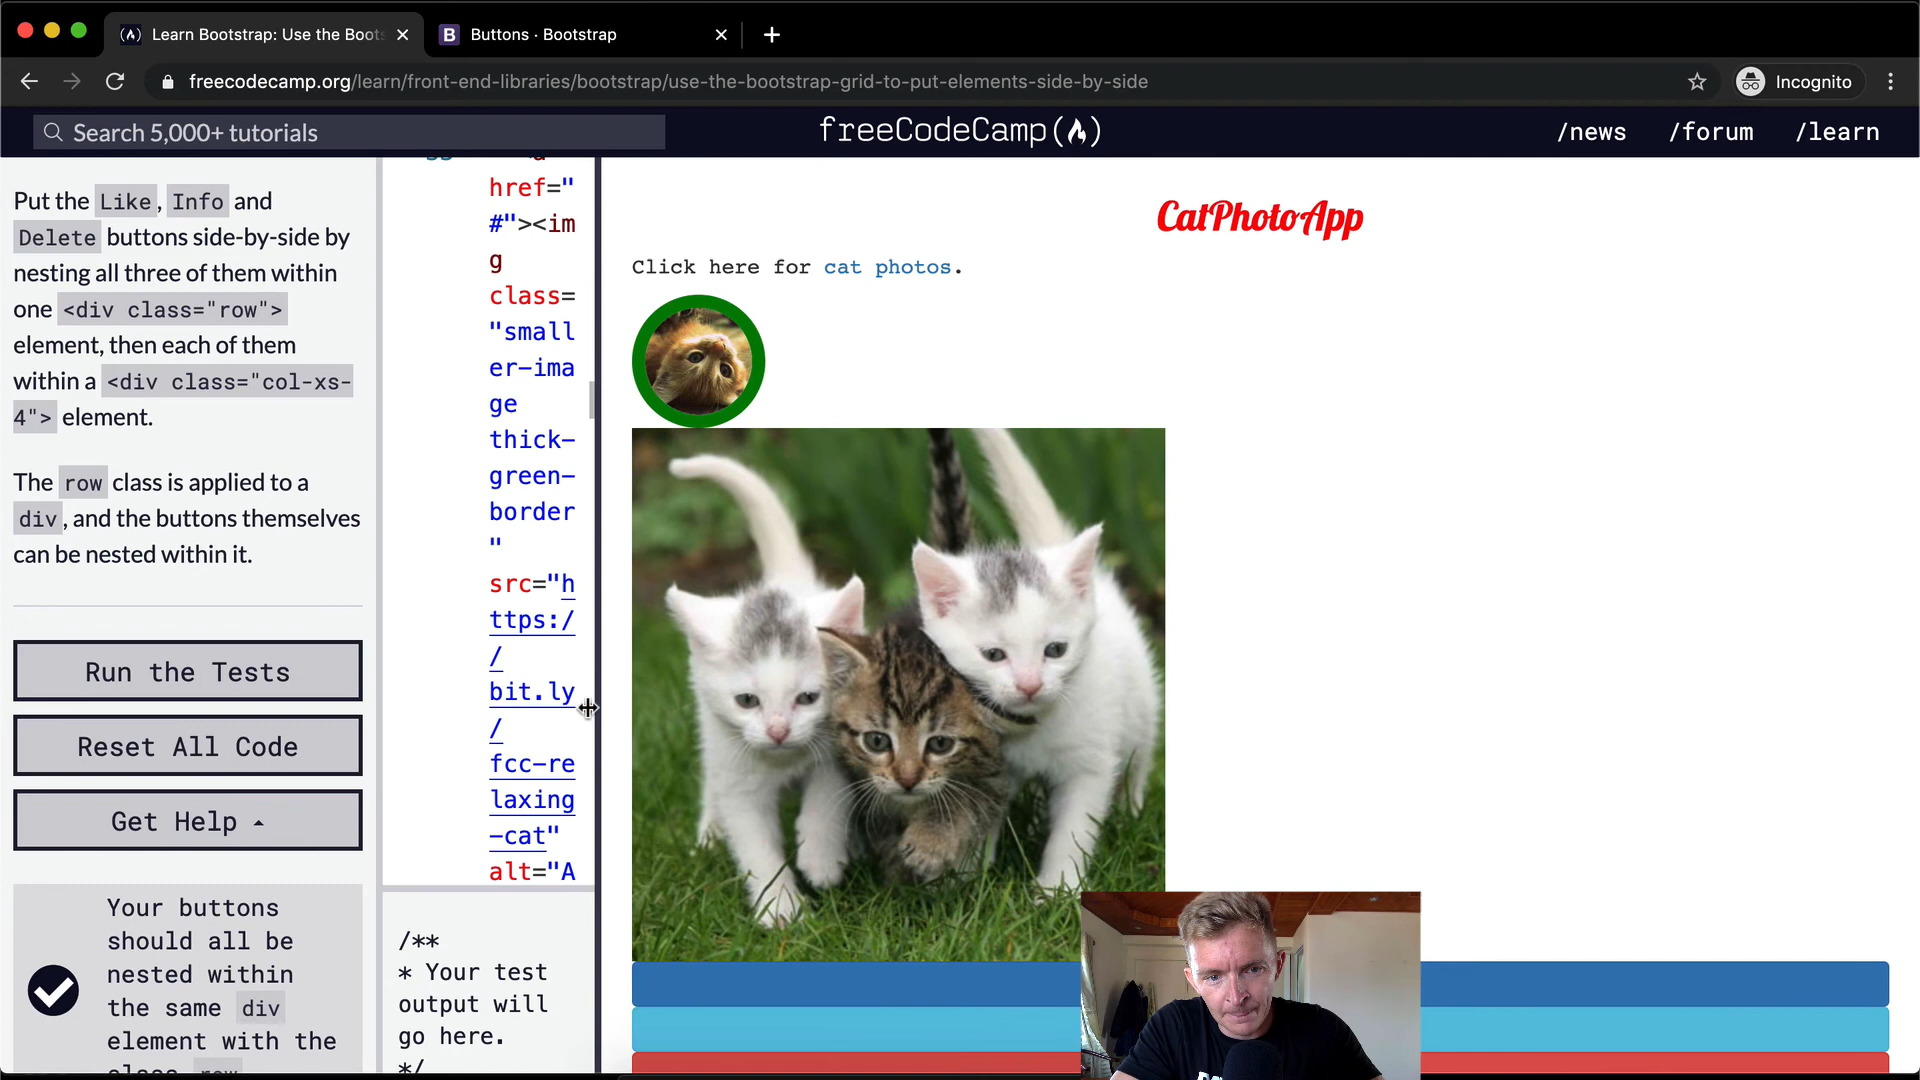 Learn Bootstrap: Use the Boots
Buttons · Bootstrap
freecodecamp.org/learn/front-end-libraries/bootstrap/use-the-bootstrap-grid-to-put-elements-side-by-side
Incognito
Search 5,000+ tutorials
freeCodeCamp
/news
/forum
/learn
Put the Like, Info and
Delete buttons side-by-side by
nesting all three of them within
one <div class="row">
element, then each of them
within a <div class="col-xs-
4"> element.
The row class is applied to a
div, and the buttons themselves
can be nested within it.
Run the Tests
Reset All Code
Get Help
Your buttons
should all be
nested within
the same div
element with the
class row
href="
#"><im
g
class=
"small
er-ima
ge
thick-
green-
border
"
src="h
ttps:/
/
bit.ly
/
fcc-re
laxing
-cat"
alt="A
/**
* Your test
output will
go here.
*/
CatPhotoApp
Click here for cat photos.